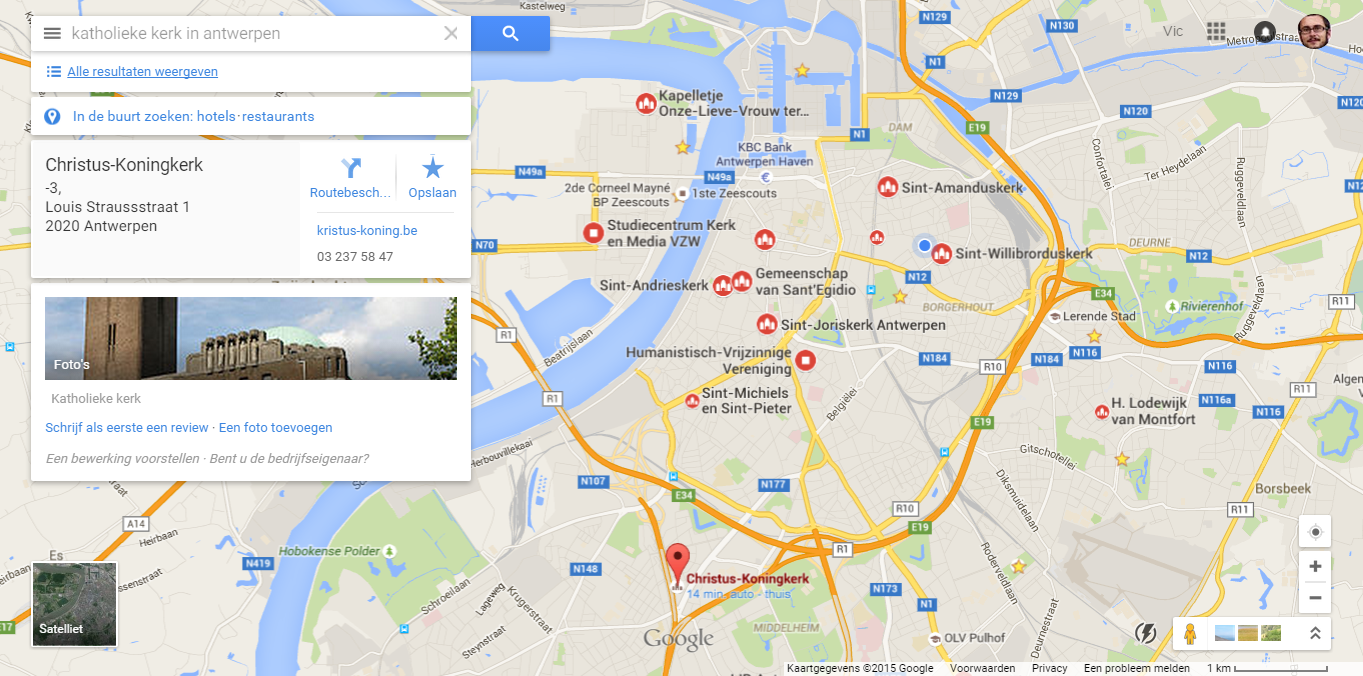 katholieke kerk in antwerpen
Alle resultaten weergeven
In de buurt zoeken: hotels · restaurants
Christus-Koningkerk
-3,
Louis Straussstraat 1
2020 Antwerpen
Routebesch...
Opslaan
kristus-koning.be
03 237 58 47
Foto's
Katholieke kerk
Schrijf als eerste een review · Een foto toevoegen
Een bewerking voorstellen · Bent u de bedrijfseigenaar?
Satelliet
Vic
Kastelweg
N129
N130
Metropoolstraat
N1
N129
N120
N120
Kapelletje
Onze-Lieve-Vrouw ter...
E19
N1
DAM
Confortalei
Ter Heydelaan
Ruggeveldlaan
KBC Bank
Antwerpen Haven
N49a
N49a
2de Corneel Mayné
BP Zeescouts
1ste Zeescouts
Sint-Amanduskerk
N12
Studiecentrum Kerk
en Media VZW
N70
DEURNE
N12
Sint-Willibrorduskerk
Gemeenschap
van Sant'Egidio
Sint-Andrieskerk
N12
E34
R11
BORGERHOUT
Rivierenhof
Ruggeveldlaan
Lerende Stad
Sint-Joriskerk Antwerpen
R1
Beatrijslaan
Humanistisch-Vrijzinnige
Vereniging
N184
N184
N116
R10
N116
Algen
R11
R1
Sint-Michiels
en Sint-Pieter
Belgiëlei
N116a
N116
H. Lodewijk
van Montfort
E19
Gitschotellei
Herbouvillekaai
N107
N177
E34
Diksmuidelaan
Borsbeek
R10
R11
A14
Heirbaan
E19
R1
Hobokense Polder
N419
N148
Christus-Koningkerk
14 min. auto - thuis
N173
N1
Roderveldlaan
Schroeilaan
Lageweg
Krugerstraat
Steynstraat
MIDDELHEIM
OLV Pulhof
Deurnestraat
E17
Google
Kaartgegevens ©2015 Google
Voorwaarden
Privacy
Een probleem melden
1 km